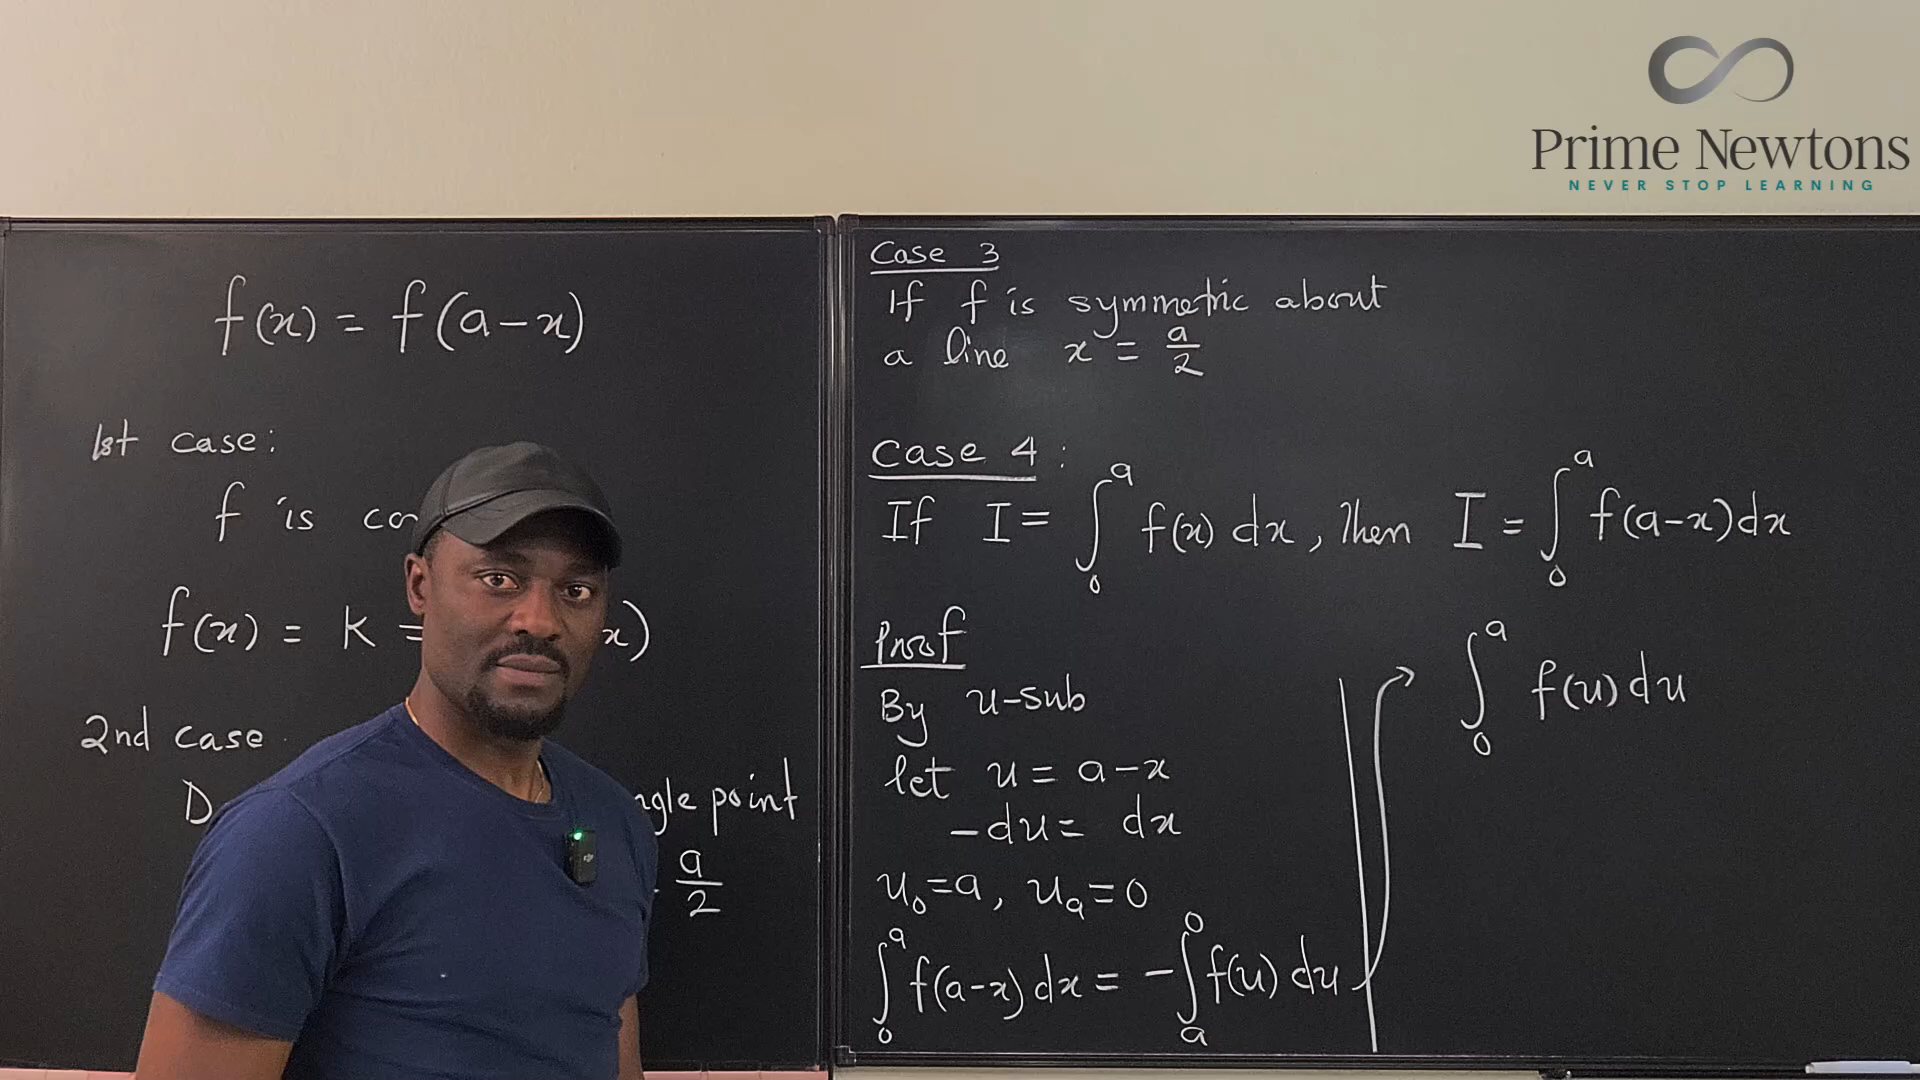 Prime Newtons
NEVER STOP LEARNING
f(x) = f(a-x)
1st case:
f is
f(x) = k = x)
2nd case
point
a/2
Case 3
If f is symmetric about
a line x = a/2
Case 4:
If I = ∫₀ᵃ f(x) dx, then I = ∫₀ᵃ f(a-x) dx
Proof
By u-sub
let u = a-x
-du = dx
u₀=a, uₐ=0
∫₀ᵃ f(a-x) dx = -∫ₐ⁰ f(u) du
∫₀ᵃ f(u) du